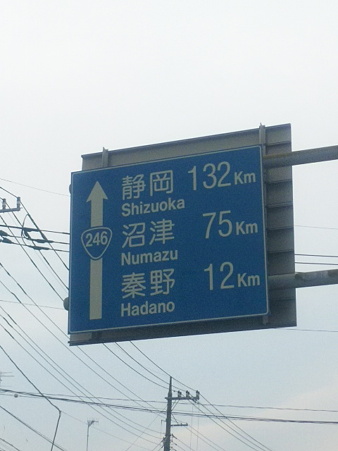 静岡 132Km
Shizuoka
246
沼津 75Km
Numazu
秦野 12Km
Hadano